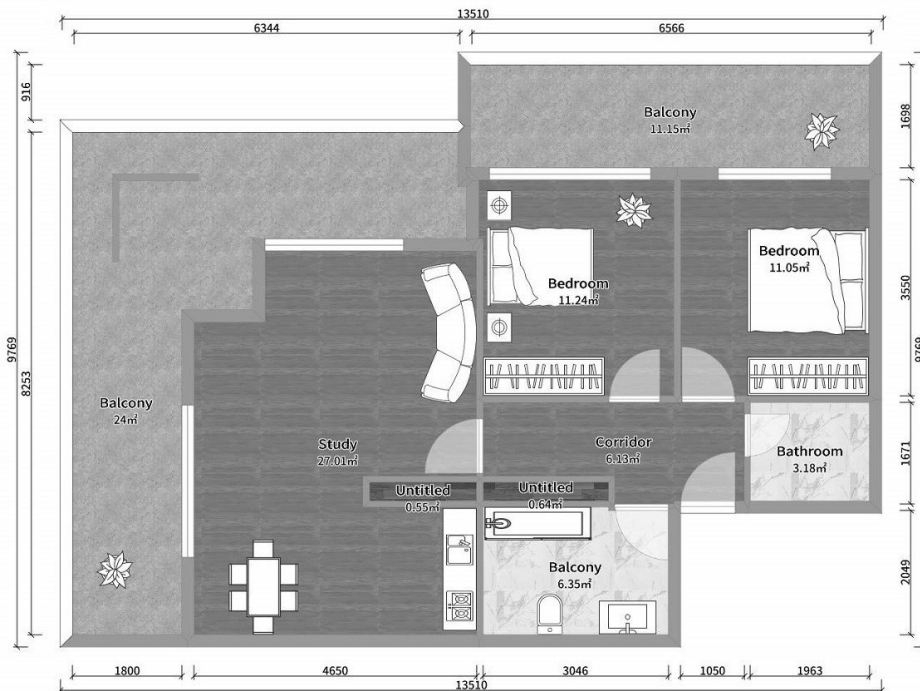 13510
6344
6566
916
1698
Balcony
11.15㎡
Bedroom
11.24㎡
Bedroom
11.05㎡
3550
9769
8253
9769
Balcony
24㎡
Study
27.01㎡
Corridor
6.13㎡
Bathroom
3.18㎡
1671
Untitled
0.55㎡
Untitled
0.64㎡
Balcony
6.35㎡
2049
1800
4650
3046
1050
1963
13510